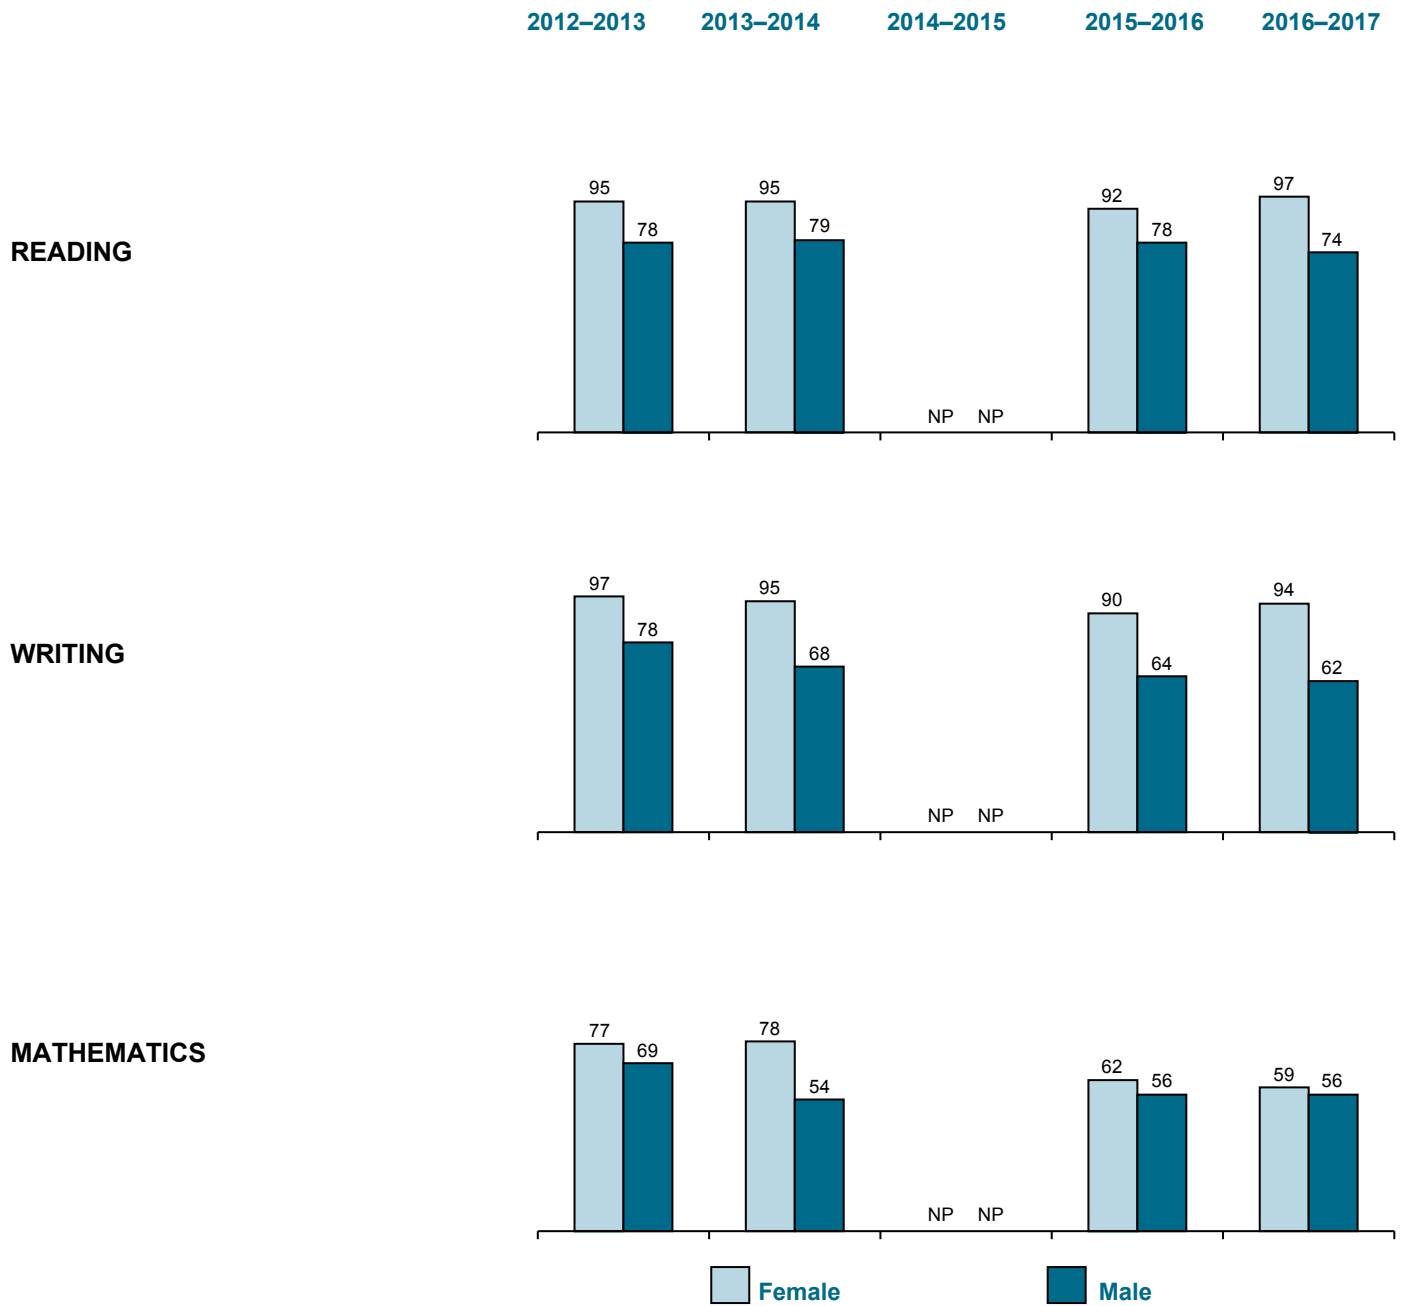 2012–2013 2013–2014 2014–2015 2015–2016 2016–2017
READING
95 78 95 79 NP NP 92 78 97 74
WRITING
97 78 95 68 NP NP 90 64 94 62
MATHEMATICS
77 69 78 54 NP NP 62 56 59 56
Female Male